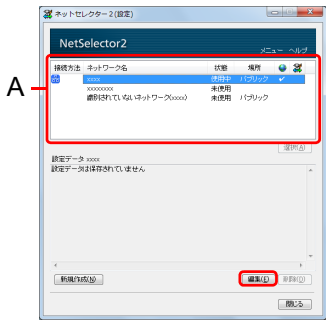 ネットセレクター 2 (設定)
NetSelector2
メニュー ヘルプ
接続方法 ネットワーク名 状態 場所
A
xxxx 使用中 パブリック
xxxxxxxx 未使用
識別されていないネットワーク(xxxx) 未使用 パブリック
選択(A)
設定データ xxxx
設定データは保存されていません
新規作成(N) 編集(E) 削除(D)
閉じる